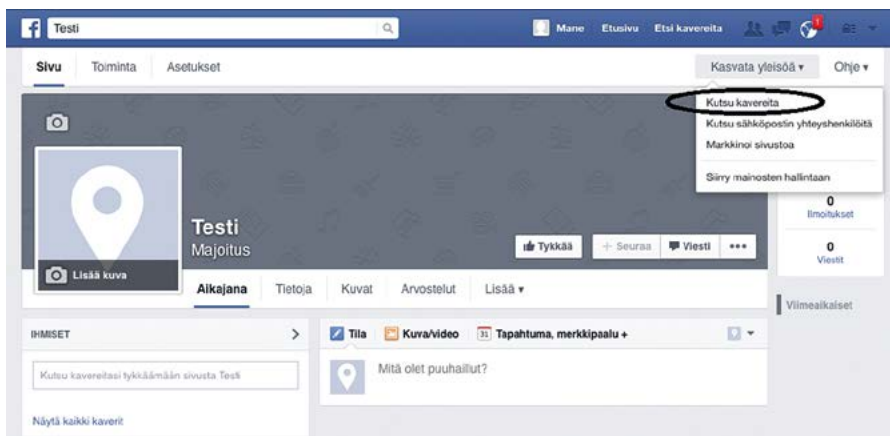 f Testi Mane Etusivu Etsi kavereita 1
Sivu Toiminta Asetukset Kasvata yleisöä Ohje
Kutsu kavereita
Kutsu sähköpostin yhteyshenkilöitä
Markkinoi sivustoa
Siirry mainosten hallintaan
0
Ilmoitukset
0
Viestit
Viimeaikaiset
Testi
Majoitus
Tykkää + Seuraa Viesti •••
Lisää kuva
Aikajana Tietoja Kuvat Arvostelut Lisää
IHMISET >
Kutsu kavereitasi tykkäämään sivusta Testi
Näytä kaikki kaverit
Tila Kuva/video 31 Tapahtuma, merkkipaalu +
Mitä olet puuhaillut?